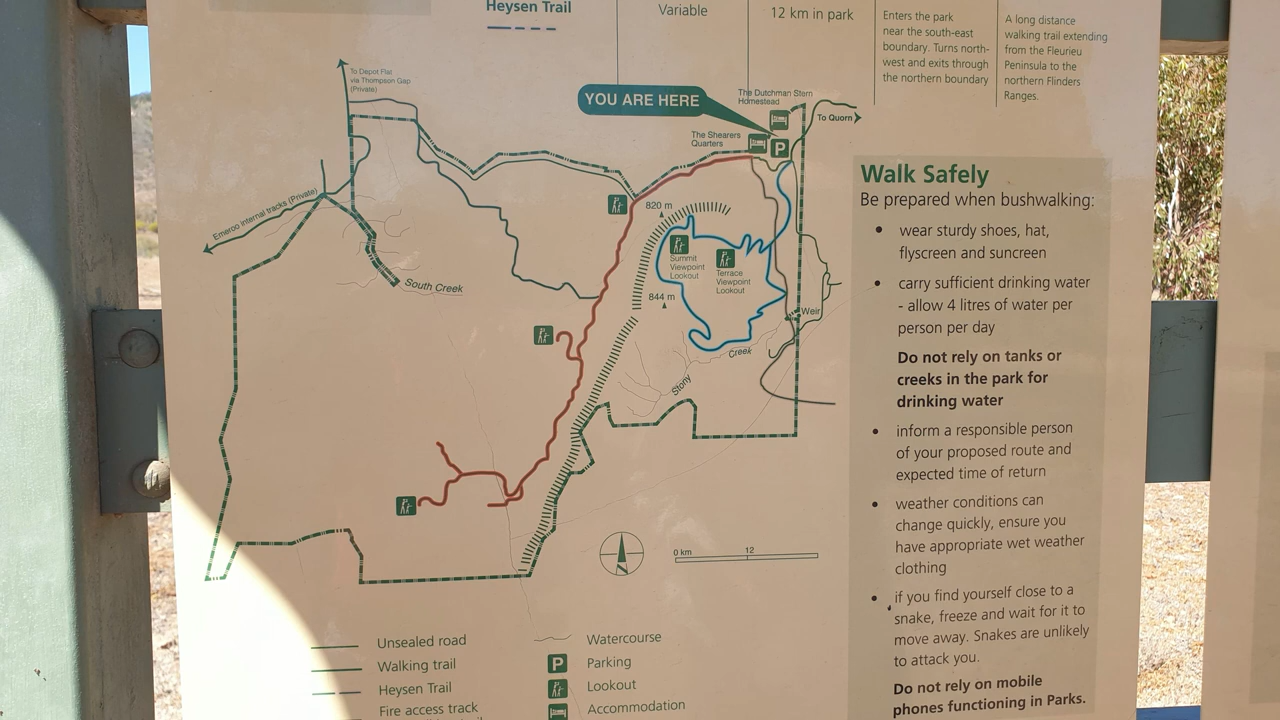 Heysen Trail
Variable
12 km in park
Enters the park
near the south-east
boundary. Turns north-
west and exits through
the northern boundary
A long distance
walking trail extending
from the Fleurieu
Peninsula to the
northern Flinders
Ranges.
To Depot Flat
via Thompson Gap
(Private)
YOU ARE HERE
The Dutchman Stern
Homestead
To Quorn
The Shearers
Quarters
P
Emeroo internal tracks (Private)
820 m
Summit
Viewpoint
Lookout
Terrace
Viewpoint
Lookout
South Creek
844 m
Weir
Stony Creek
0 km
12
Unsealed road
Walking trail
Heysen Trail
Fire access track
Watercourse
P Parking
Lookout
Accommodation
Walk Safely
Be prepared when bushwalking:
• wear sturdy shoes, hat,
flyscreen and sunscreen
• carry sufficient drinking water
- allow 4 litres of water per
person per day
Do not rely on tanks or
creeks in the park for
drinking water
• inform a responsible person
of your proposed route and
expected time of return
• weather conditions can
change quickly, ensure you
have appropriate wet weather
clothing
• if you find yourself close to a
snake, freeze and wait for it to
move away. Snakes are unlikely
to attack you.
Do not rely on mobile
phones functioning in Parks.